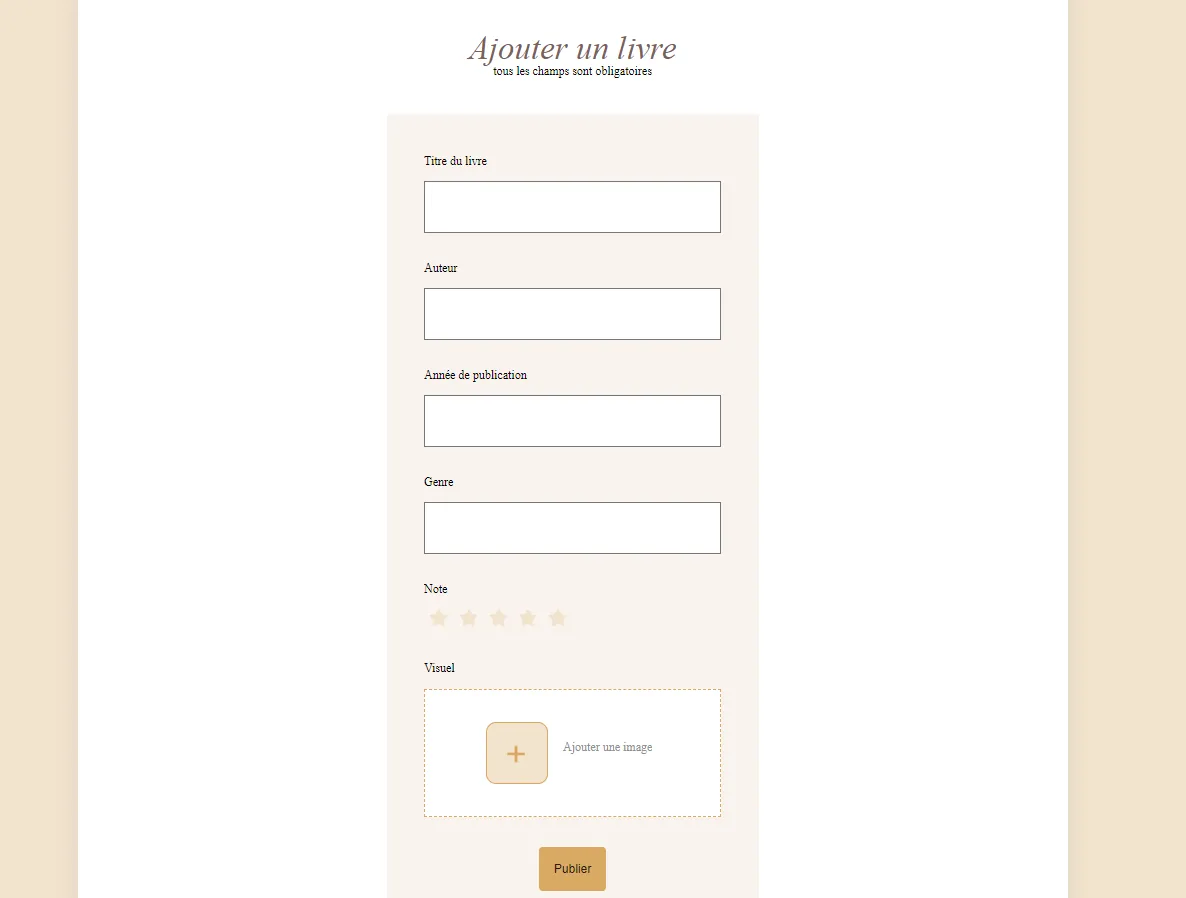 Ajouter un livre
tous les champs sont obligatoires
Titre du livre
Auteur
Année de publication
Genre
Note
Visuel
+ Ajouter une image
Publier